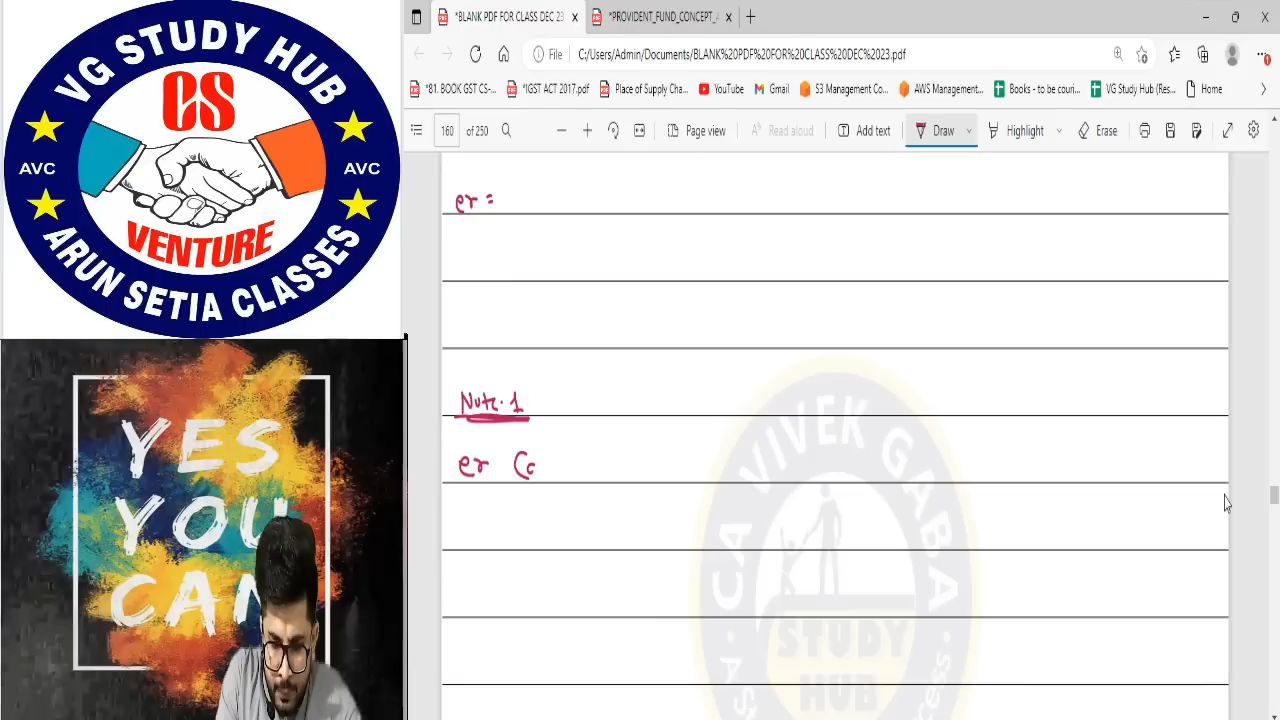 VG STUDY HUB
CS
AVC
AVC
VENTURE
ARUN SETIA CLASSES
YES
YOU
CAN
*BLANK PDF FOR CLASS DEC 23
*PROVIDENT_FUND_CONCEPT_
File
C:/Users/Admin/Documents/BLANK%20PDF%20FOR%20CLASS%20DEC%2023.pdf
*81. BOOK GST CS-...
*IGST ACT 2017.pdf
Place of Supply Cha...
YouTube
Gmail
S3 Management Co...
AWS Management...
Books - to be couri...
VG Study Hub (Res...
Home
160 of 250
Page view
Read aloud
Add text
Draw
Highlight
Erase
er =
Note.1
er (c
CA VIVEK GABA
STUDY
HUB